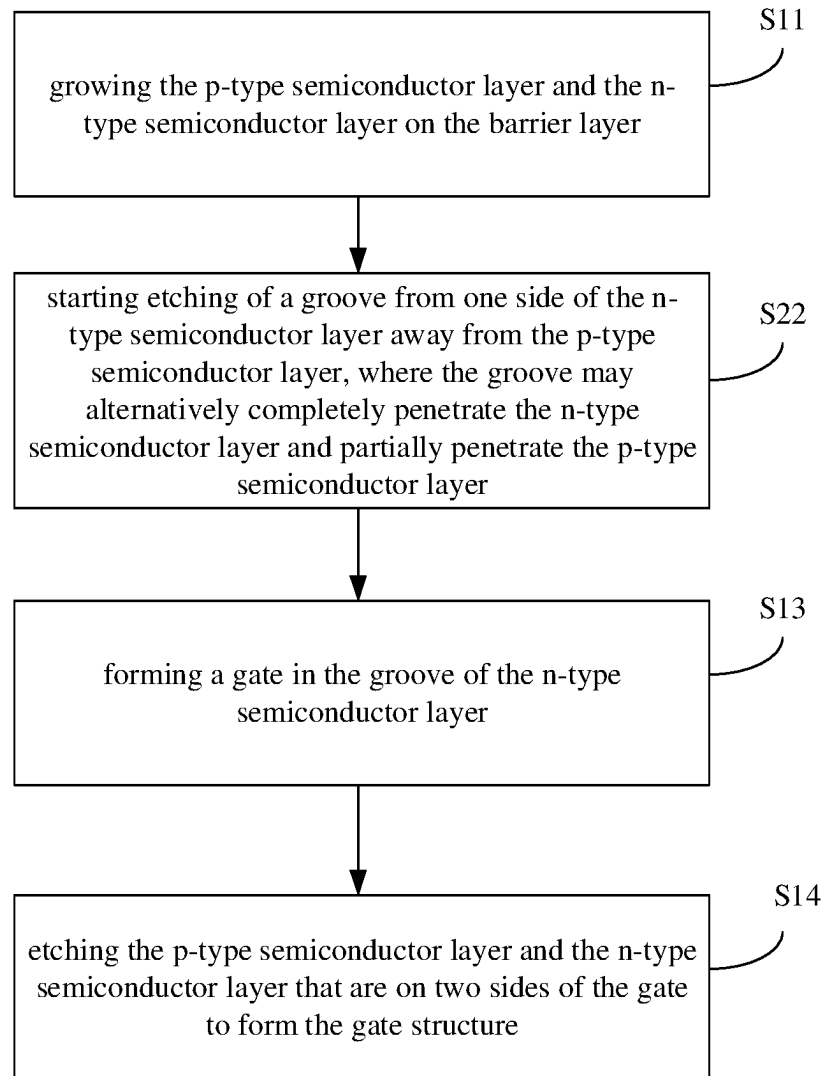 S11
growing the p-type semiconductor layer and the n-
type semiconductor layer on the barrier layer
S22
starting etching of a groove from one side of the n-
type semiconductor layer away from the p-type
semiconductor layer, where the groove may
alternatively completely penetrate the n-type
semiconductor layer and partially penetrate the p-type
semiconductor layer
S13
forming a gate in the groove of the n-type
semiconductor layer
S14
etching the p-type semiconductor layer and the n-type
semiconductor layer that are on two sides of the gate
to form the gate structure